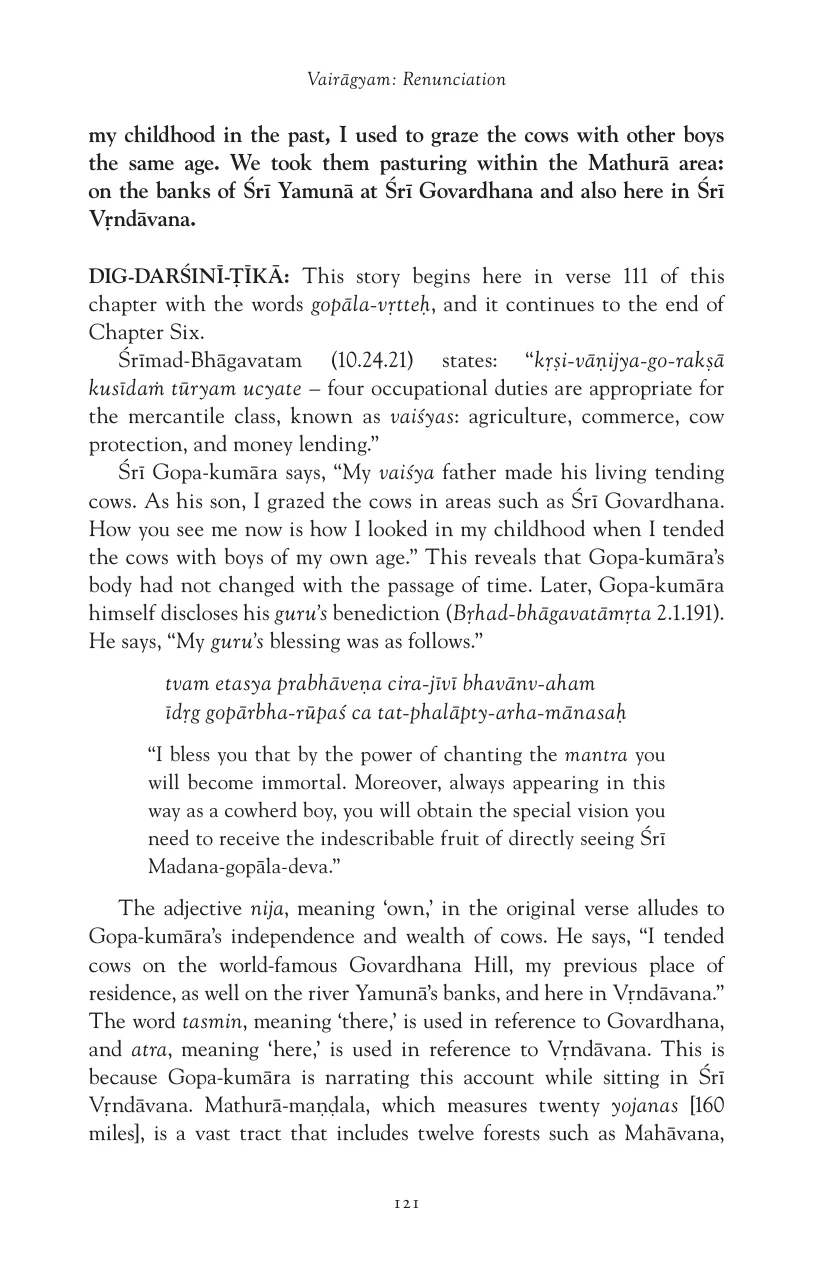 Vairāgyam: Renunciation
my childhood in the past, I used to graze the cows with other boys
the same age. We took them pasturing within the Mathurā area:
on the banks of Śrī Yamunā at Śrī Govardhana and also here in Śrī
Vṛndāvana.
DIG-DARŚINĪ-ṬĪKĀ: This story begins here in verse 111 of this
chapter with the words gopāla-vṛtteḥ, and it continues to the end of
Chapter Six.
Śrīmad-Bhāgavatam (10.24.21) states: “kṛṣi-vāṇijya-go-rakṣā
kusīdaṁ tūryam ucyate – four occupational duties are appropriate for
the mercantile class, known as vaiśyas: agriculture, commerce, cow
protection, and money lending.”
Śrī Gopa-kumāra says, “My vaiśya father made his living tending
cows. As his son, I grazed the cows in areas such as Śrī Govardhana.
How you see me now is how I looked in my childhood when I tended
the cows with boys of my own age.” This reveals that Gopa-kumāra’s
body had not changed with the passage of time. Later, Gopa-kumāra
himself discloses his guru’s benediction (Bṛhad-bhāgavatāmṛta 2.1.191).
He says, “My guru’s blessing was as follows.”
tvam etasya prabhāveṇa cira-jīvī bhavānv-aham
īdṛg gopārbha-rūpaś ca tat-phalāpty-arha-mānasaḥ
“I bless you that by the power of chanting the mantra you
will become immortal. Moreover, always appearing in this
way as a cowherd boy, you will obtain the special vision you
need to receive the indescribable fruit of directly seeing Śrī
Madana-gopāla-deva.”
The adjective nija, meaning ‘own,’ in the original verse alludes to
Gopa-kumāra’s independence and wealth of cows. He says, “I tended
cows on the world-famous Govardhana Hill, my previous place of
residence, as well on the river Yamunā’s banks, and here in Vṛndāvana.”
The word tasmin, meaning ‘there,’ is used in reference to Govardhana,
and atra, meaning ‘here,’ is used in reference to Vṛndāvana. This is
because Gopa-kumāra is narrating this account while sitting in Śrī
Vṛndāvana. Mathurā-maṇḍala, which measures twenty yojanas [160
miles], is a vast tract that includes twelve forests such as Mahāvana,
121